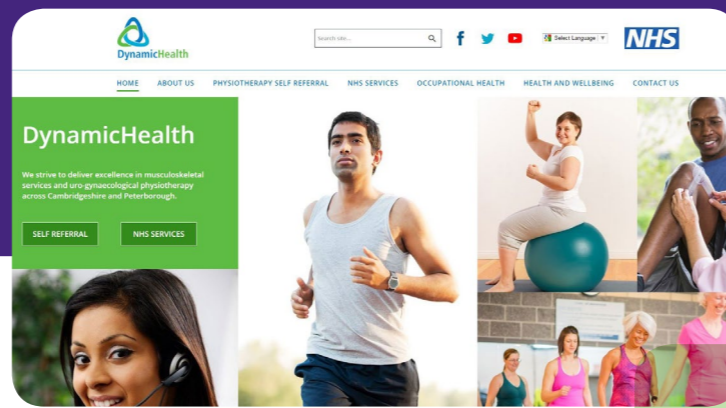 DynamicHealth
Search site...
Select Language
NHS
HOME ABOUT US PHYSIOTHERAPY SELF REFERRAL NHS SERVICES OCCUPATIONAL HEALTH HEALTH AND WELLBEING CONTACT US
DynamicHealth
We strive to deliver excellence in musculoskeletal
services and uro-gynaecological physiotherapy
across Cambridgeshire and Peterborough.
SELF REFERRAL NHS SERVICES